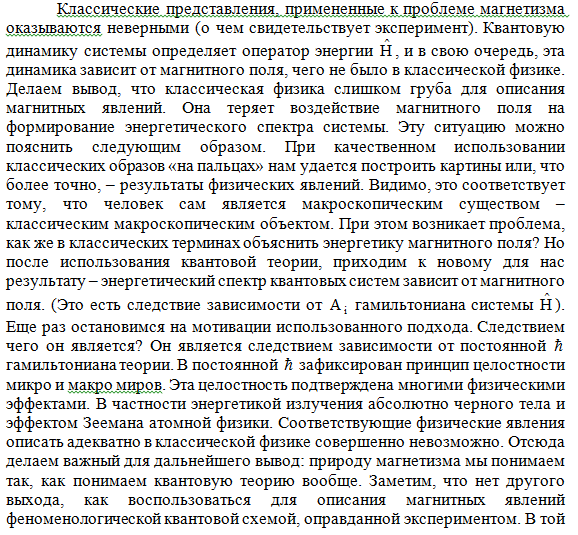 Классические представления, примененные к проблеме магнетизма
оказываются неверными (о чем свидетельствует эксперимент). Квантовую
динамику системы определяет оператор энергии Ĥ, и в свою очередь, эта
динамика зависит от магнитного поля, чего не было в классической физике.
Делаем вывод, что классическая физика слишком груба для описания
магнитных явлений. Она теряет воздействие магнитного поля на
формирование энергетического спектра системы. Эту ситуацию можно
пояснить следующим образом. При качественном использовании
классических образов «на пальцах» нам удается построить картины или, что
более точно, – результаты физических явлений. Видимо, это соответствует
тому, что человек сам является макроскопическим существом –
классическим макроскопическим объектом. При этом возникает проблема,
как же в классических терминах объяснить энергетику магнитного поля? Но
после использования квантовой теории, приходим к новому для нас
результату – энергетический спектр квантовых систем зависит от магнитного
поля. (Это есть следствие зависимости от A_i гамильтониана системы Ĥ).
Еще раз остановимся на мотивации использованного подхода. Следствием
чего он является? Он является следствием зависимости от постоянной ℏ
гамильтониана теории. В постоянной ℏ зафиксирован принцип целостности
микро и макро миров. Эта целостность подтверждена многими физическими
эффектами. В частности энергетикой излучения абсолютно черного тела и
эффектом Зеемана атомной физики. Соответствующие физические явления
описать адекватно в классической физике совершенно невозможно. Отсюда
делаем важный для дальнейшего вывод: природу магнетизма мы понимаем
так, как понимаем квантовую теорию вообще. Заметим, что нет другого
выхода, как воспользоваться для описания магнитных явлений
феноменологической квантовой схемой, оправданной экспериментом. В той